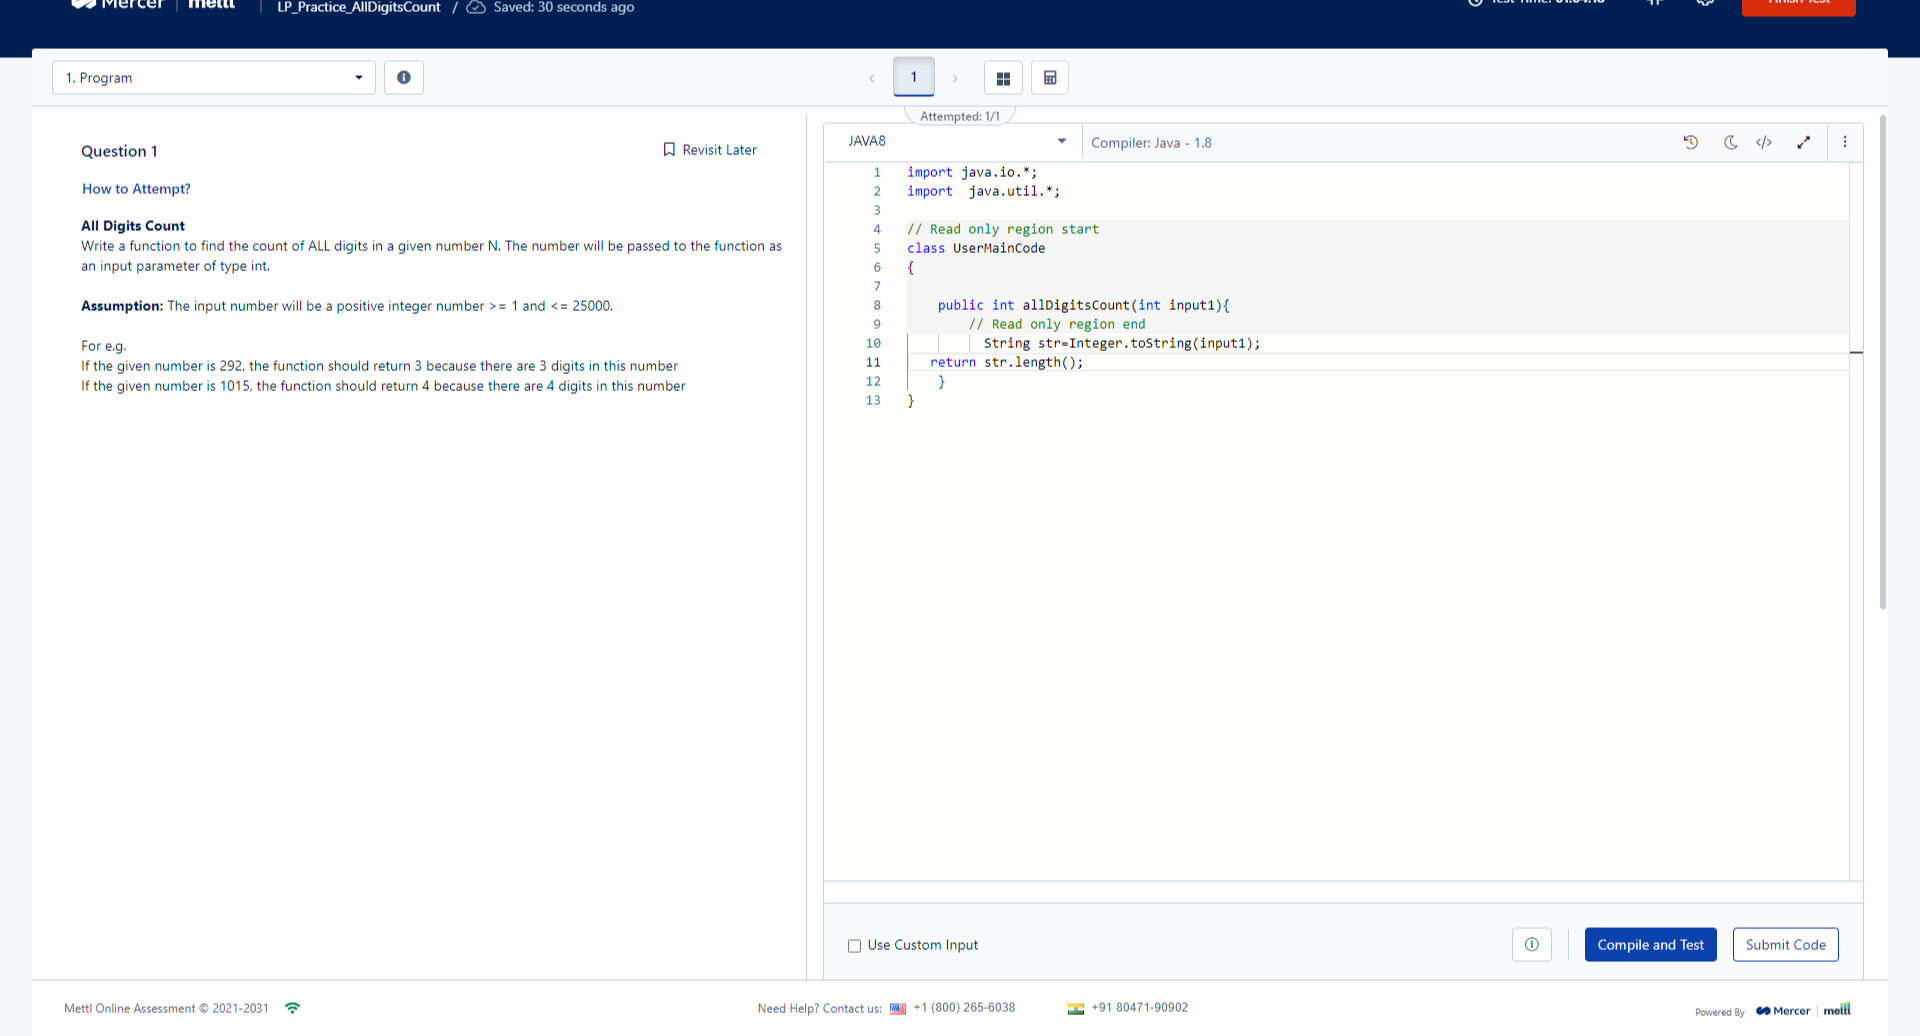 Mercer | mettl | LP_Practice_AllDigitsCount / Saved: 30 seconds ago
Finish Test
1. Program
1
Attempted: 1/1
Question 1
Revisit Later
How to Attempt?
All Digits Count
Write a function to find the count of ALL digits in a given number N. The number will be passed to the function as
an input parameter of type int.
Assumption: The input number will be a positive integer number >= 1 and <= 25000.
For e.g.
If the given number is 292, the function should return 3 because there are 3 digits in this number
If the given number is 1015, the function should return 4 because there are 4 digits in this number
JAVA8
Compiler: Java - 1.8
1 import java.io.*;
2 import  java.util.*;
3
4 // Read only region start
5 class UserMainCode
6 {
7
8     public int allDigitsCount(int input1){
9         // Read only region end
10           String str=Integer.toString(input1);
11    return str.length();
12     }
13 }
Use Custom Input
Compile and Test
Submit Code
Mettl Online Assessment © 2021-2031
Need Help? Contact us: +1 (800) 265-6038
+91 80471-90902
Powered By Mercer | mettl